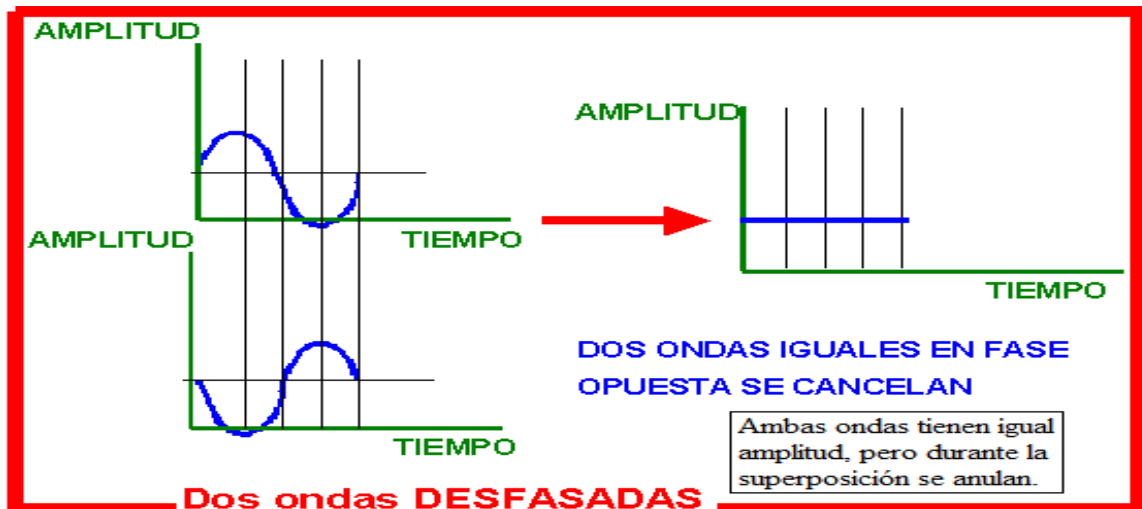 AMPLITUD
TIEMPO
AMPLITUD
TIEMPO
AMPLITUD
TIEMPO
DOS ONDAS IGUALES EN FASE
OPUESTA SE CANCELAN
Ambas ondas tienen igual
amplitud, pero durante la
superposición se anulan.
Dos ondas DESFASADAS